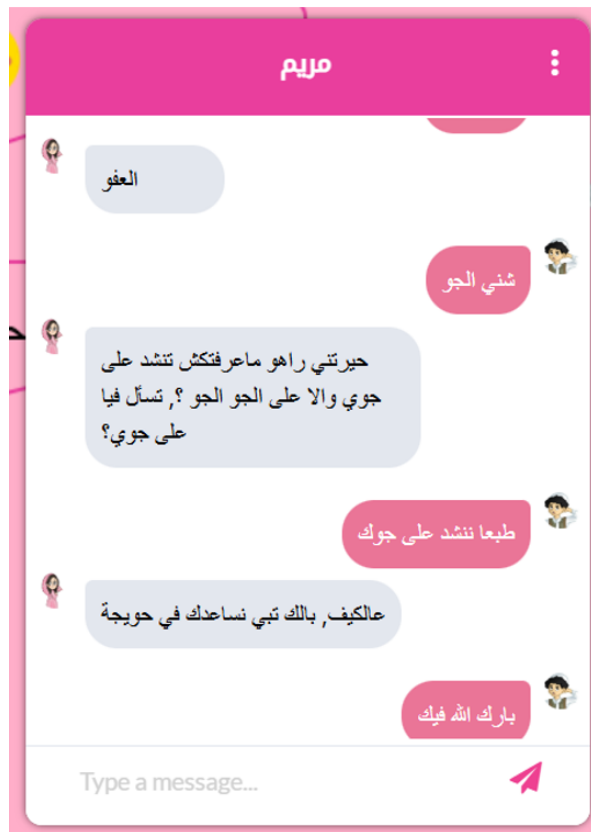 مريم
العفو
شني الجو
حيرتني راهو ماعرفتكش تنشد على
جوي والا على الجو الجو ؟, تسأل فيا
على جوي؟
طبعا ننشد على جوك
عالكيف, بالك تبي نساعدك في حويجة
بارك الله فيك
Type a message...